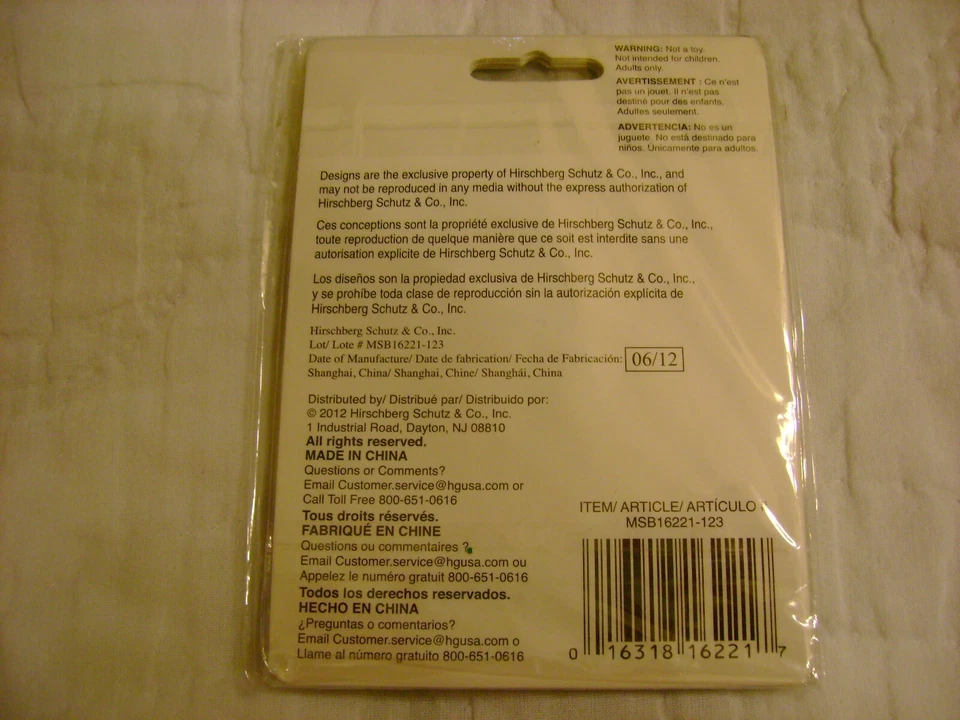 WARNING: Not a toy.
Not intended for children.
Adults only.
AVERTISSEMENT : Ce n'est
pas un jouet. Il n'est pas
destiné pour des enfants.
Adultes seulement.
ADVERTENCIA: No es un
juguete. No està destinado para
niños. Únicamente para adultos.
Designs are the exclusive property of Hirschberg Schutz & Co., Inc., and
may not be reproduced in any media without the express authorization of
Hirschberg Schutz & Co., Inc.
Ces conceptions sont la propriété exclusive de Hirschberg Schutz & Co., Inc.,
toute reproduction de quelque manière que ce soit est interdite sans une
autorisation explicite de Hirschberg Schutz & Co., Inc.
Los diseños son la propiedad exclusiva de Hirschberg Schutz & Co., Inc.,
y se prohíbe toda clase de reproducción sin la autorización explícita de
Hirschberg Schutz & Co., Inc.
Hirschberg Schutz & Co., Inc.
Lot/ Lote # MSB16221-123
Date of Manufacture/ Date de fabrication/ Fecha de Fabricación: 06/12
Shanghai, China/ Shanghai, Chine/ Shanghái, China
Distributed by/ Distribué par/ Distribuido por:
© 2012 Hirschberg Schutz & Co., Inc.
1 Industrial Road, Dayton, NJ 08810
All rights reserved.
MADE IN CHINA
Questions or Comments?
Email Customer.service@hgusa.com or
Call Toll Free 800-651-0616
Tous droits réservés.
FABRIQUÉ EN CHINE
Questions ou commentaires ?
Email Customer.service@hgusa.com ou
Appelez le numéro gratuit 800-651-0616
Todos los derechos reservados.
HECHO EN CHINA
¿Preguntas o comentarios?
Email Customer.service@hgusa.com o
Llame al número gratuito 800-651-0616
ITEM/ ARTICLE/ ARTÍCULO
MSB16221-123
0 16318 16221 7